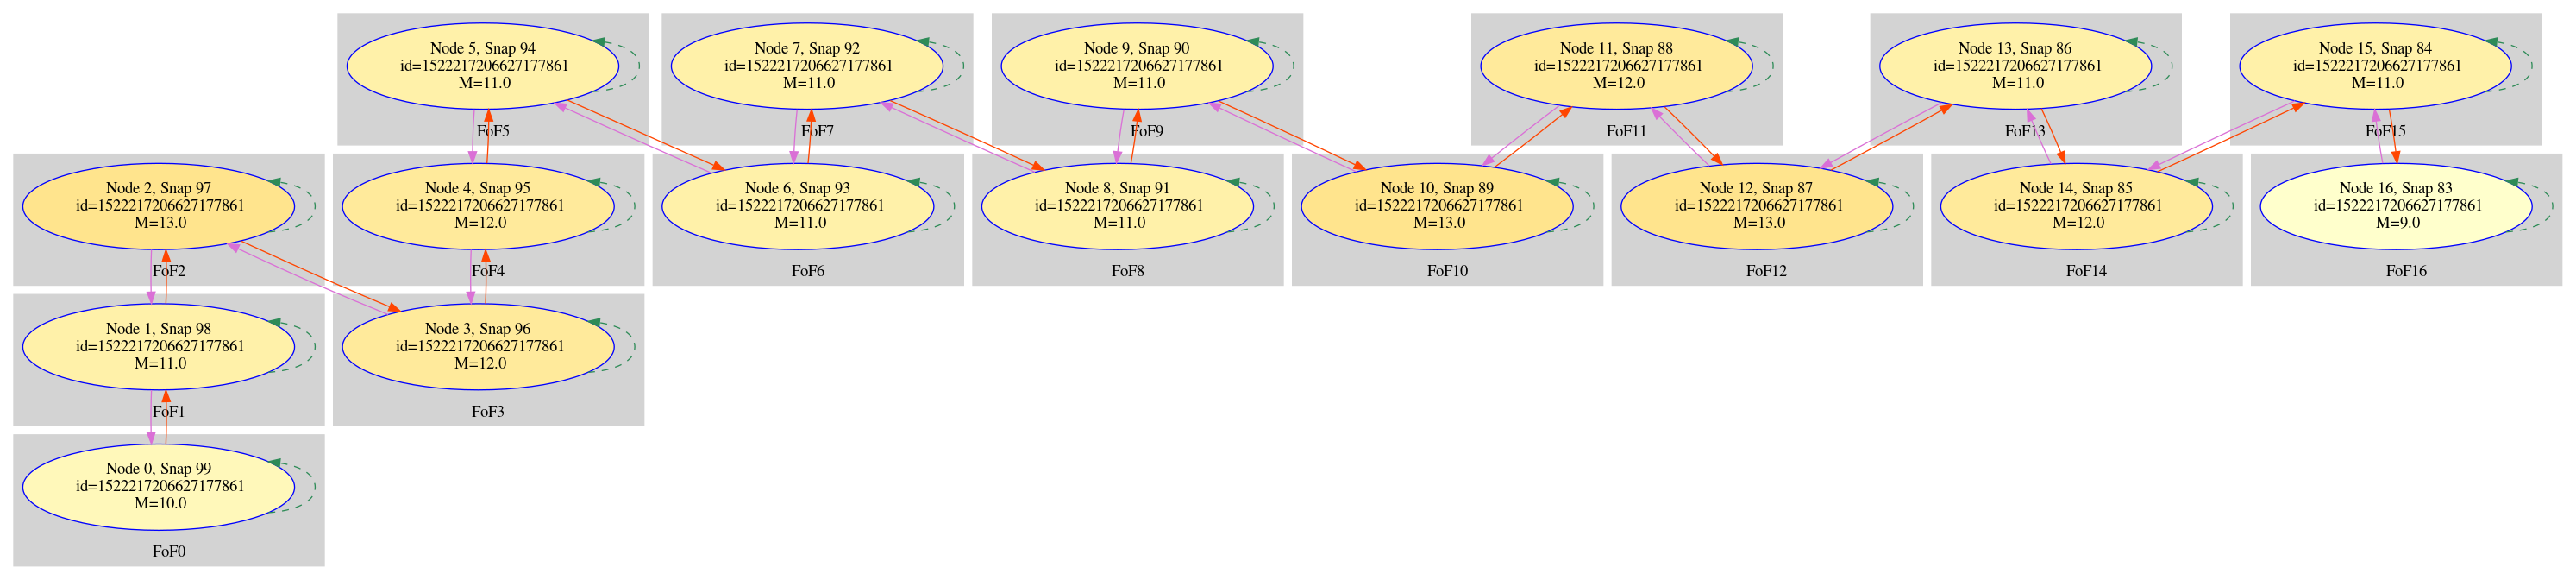 Node 5, Snap 94
id=1522217206627177861
M=11.0
FoF5
Node 7, Snap 92
id=1522217206627177861
M=11.0
FoF7
Node 9, Snap 90
id=1522217206627177861
M=11.0
FoF9
Node 11, Snap 88
id=1522217206627177861
M=12.0
FoF11
Node 13, Snap 86
id=1522217206627177861
M=11.0
FoF13
Node 15, Snap 84
id=1522217206627177861
M=11.0
FoF15
Node 2, Snap 97
id=1522217206627177861
M=13.0
FoF2
Node 4, Snap 95
id=1522217206627177861
M=12.0
FoF4
Node 6, Snap 93
id=1522217206627177861
M=11.0
FoF6
Node 8, Snap 91
id=1522217206627177861
M=11.0
FoF8
Node 10, Snap 89
id=1522217206627177861
M=13.0
FoF10
Node 12, Snap 87
id=1522217206627177861
M=13.0
FoF12
Node 14, Snap 85
id=1522217206627177861
M=12.0
FoF14
Node 16, Snap 83
id=1522217206627177861
M=9.0
FoF16
Node 1, Snap 98
id=1522217206627177861
M=11.0
FoF1
Node 3, Snap 96
id=1522217206627177861
M=12.0
FoF3
Node 0, Snap 99
id=1522217206627177861
M=10.0
FoF0